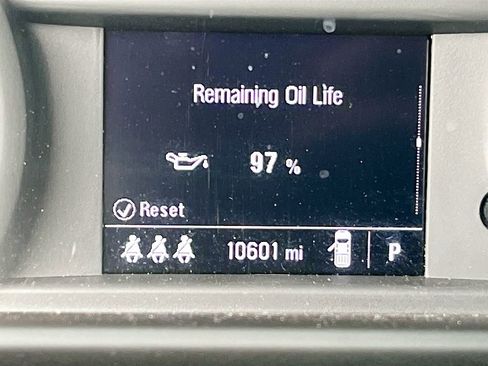 Remaining Oil Life
97 %
Reset
10601 mi P